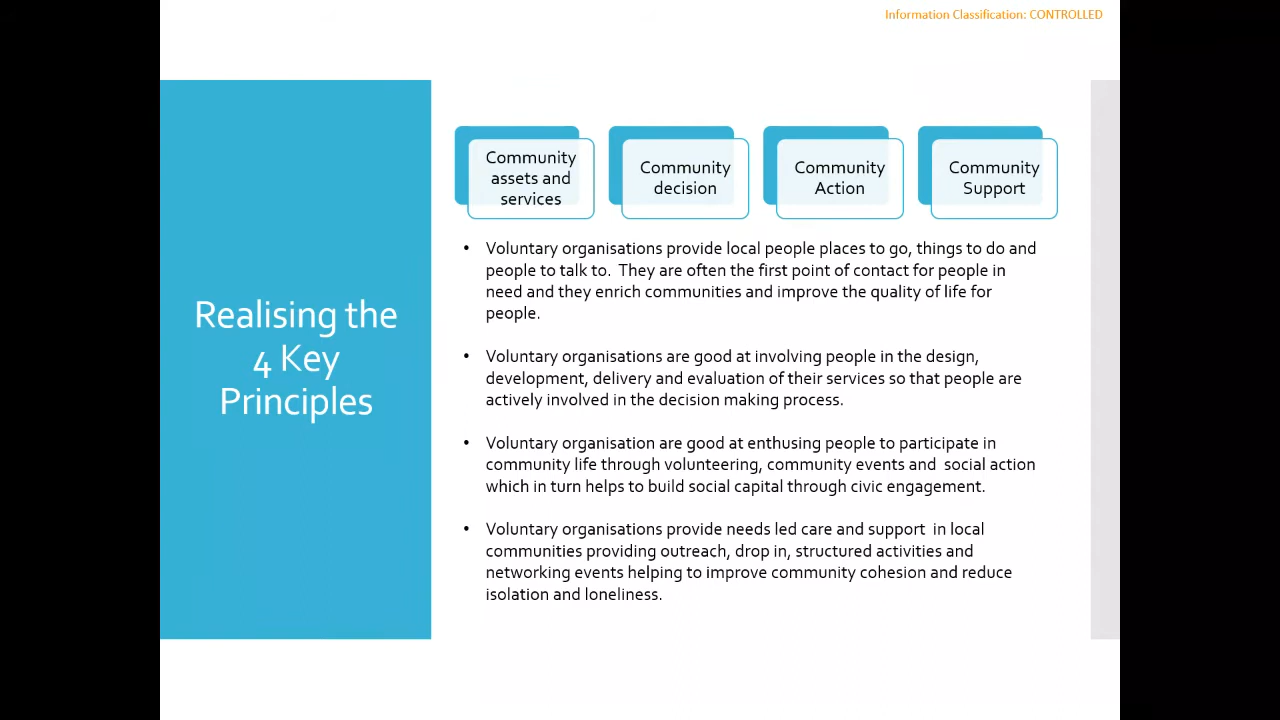 Information Classification: CONTROLLED
Realising the
4 Key
Principles
Community
assets and
services
Community
decision
Community
Action
Community
Support
• Voluntary organisations provide local people places to go, things to do and
people to talk to.  They are often the first point of contact for people in
need and they enrich communities and improve the quality of life for
people.
• Voluntary organisations are good at involving people in the design,
development, delivery and evaluation of their services so that people are
actively involved in the decision making process.
• Voluntary organisation are good at enthusing people to participate in
community life through volunteering, community events and  social action
which in turn helps to build social capital through civic engagement.
• Voluntary organisations provide needs led care and support  in local
communities providing outreach, drop in, structured activities and
networking events helping to improve community cohesion and reduce
isolation and loneliness.